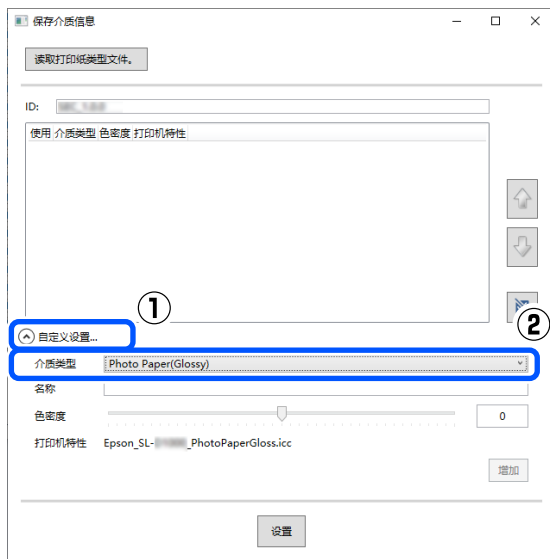 保存介质信息
读取打印纸类型文件。
ID:
使用 介质类型 色密度 打印机特性
①
②
自定义设置...
介质类型 Photo Paper(Glossy)
名称
色密度 0
打印机特性 Epson_SL- _PhotoPaperGloss.icc
增加
设置